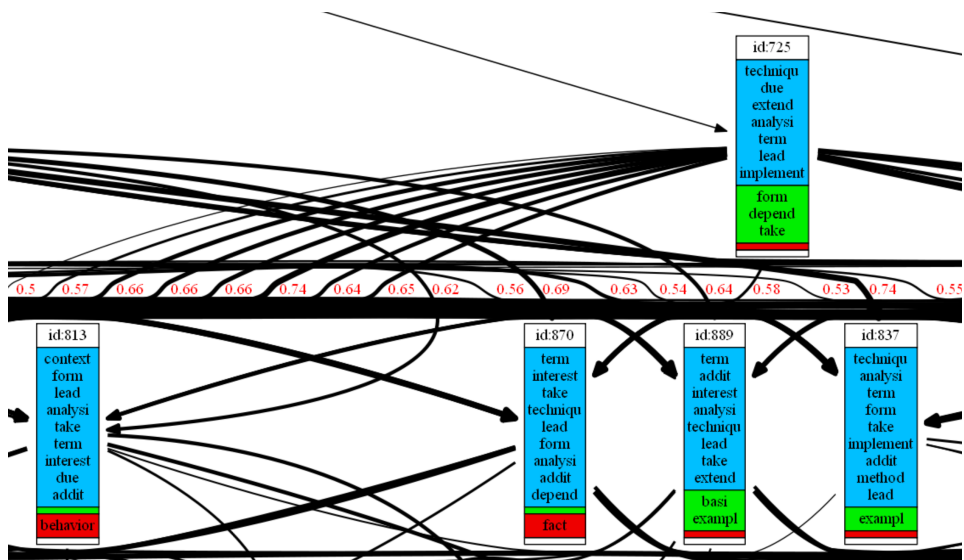 id:725
techniqu
due
extend
analysi
term
lead
implement
form
depend
take
0.5 0.57 0.66 0.66 0.66 0.74 0.64 0.65 0.62 0.56 0.69 0.63 0.54 0.64 0.58 0.53 0.74 0.55
id:813
context
form
lead
analysi
take
term
interest
due
addit
behavior
id:870
term
interest
take
techniqu
lead
form
analysi
addit
depend
fact
id:889
term
addit
interest
analysi
techniqu
lead
take
extend
basi
exampl
id:837
techniqu
analysi
term
form
take
implement
addit
method
lead
exampl